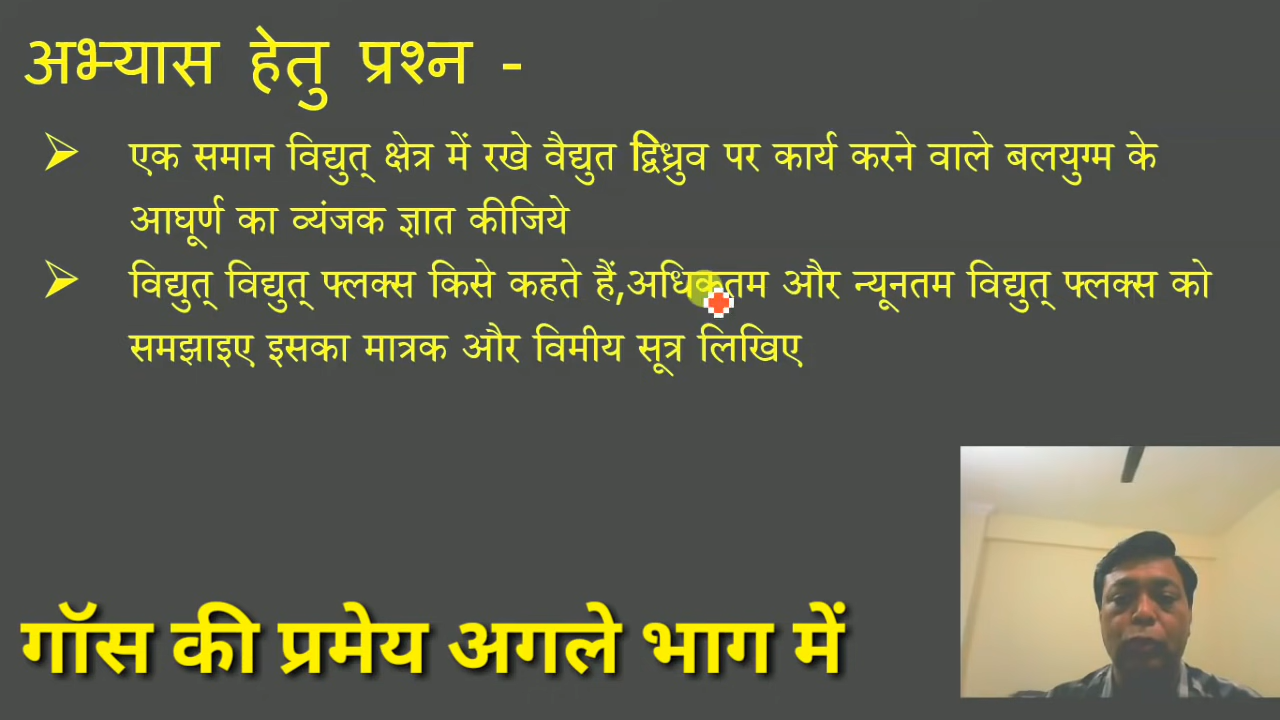 अभ्यास हेतु प्रश्न -
एक समान विद्युत् क्षेत्र में रखे वैद्युत द्विध्रुव पर कार्य करने वाले बलयुग्म के
आघूर्ण का व्यंजक ज्ञात कीजिये
विद्युत् विद्युत् फ्लक्स किसे कहते हैं,अधिकतम और न्यूनतम विद्युत् फ्लक्स को
समझाइए इसका मात्रक और विमीय सूत्र लिखिए
गॉस की प्रमेय अगले भाग में